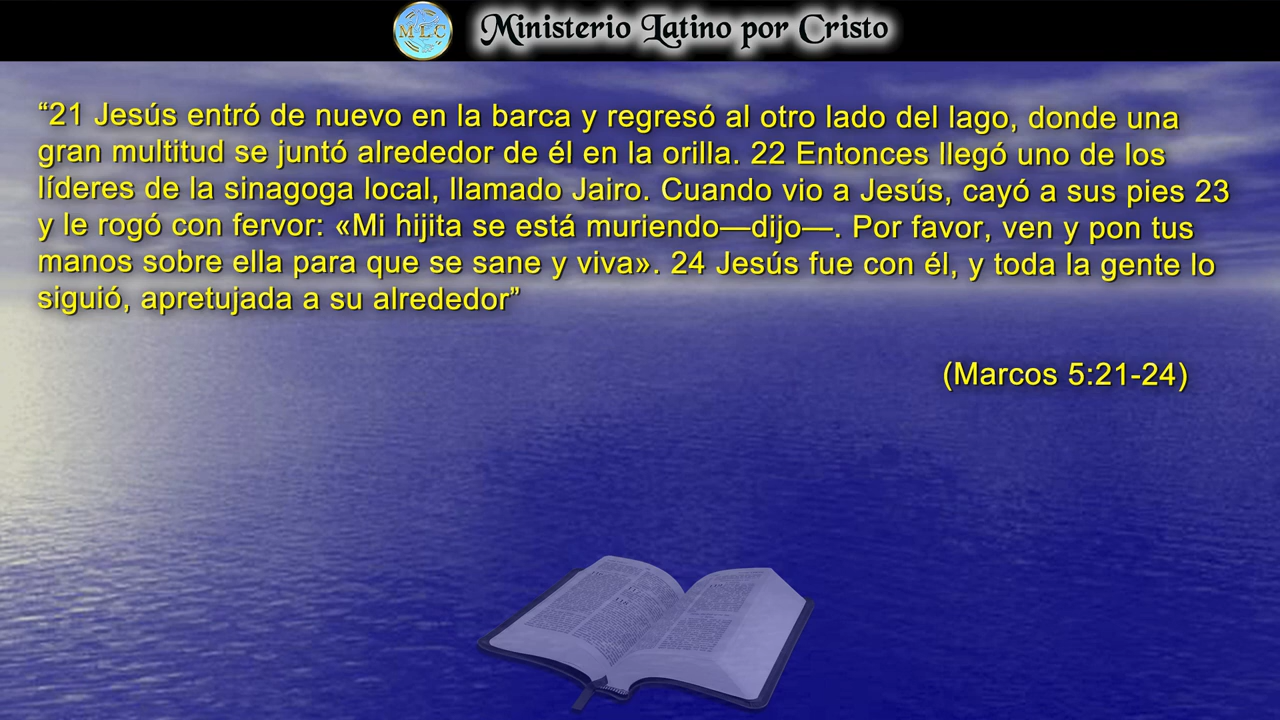 MLC
Ministerio Latino por Cristo
“21 Jesús entró de nuevo en la barca y regresó al otro lado del lago, donde una
gran multitud se juntó alrededor de él en la orilla. 22 Entonces llegó uno de los
líderes de la sinagoga local, llamado Jairo. Cuando vio a Jesús, cayó a sus pies 23
y le rogó con fervor: «Mi hijita se está muriendo—dijo—. Por favor, ven y pon tus
manos sobre ella para que se sane y viva». 24 Jesús fue con él, y toda la gente lo
siguió, apretujada a su alrededor”
(Marcos 5:21-24)